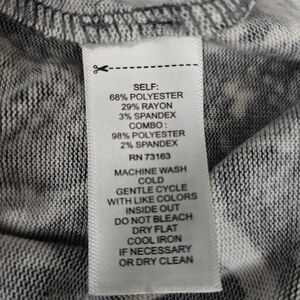 SELF:
68% POLYESTER
29% RAYON
3% SPANDEX
COMBO :
98% POLYESTER
2% SPANDEX
RN 73163
MACHINE WASH
COLD
GENTLE CYCLE
WITH LIKE COLORS
INSIDE OUT
DO NOT BLEACH
DRY FLAT
COOL IRON
IF NECESSARY
OR DRY CLEAN